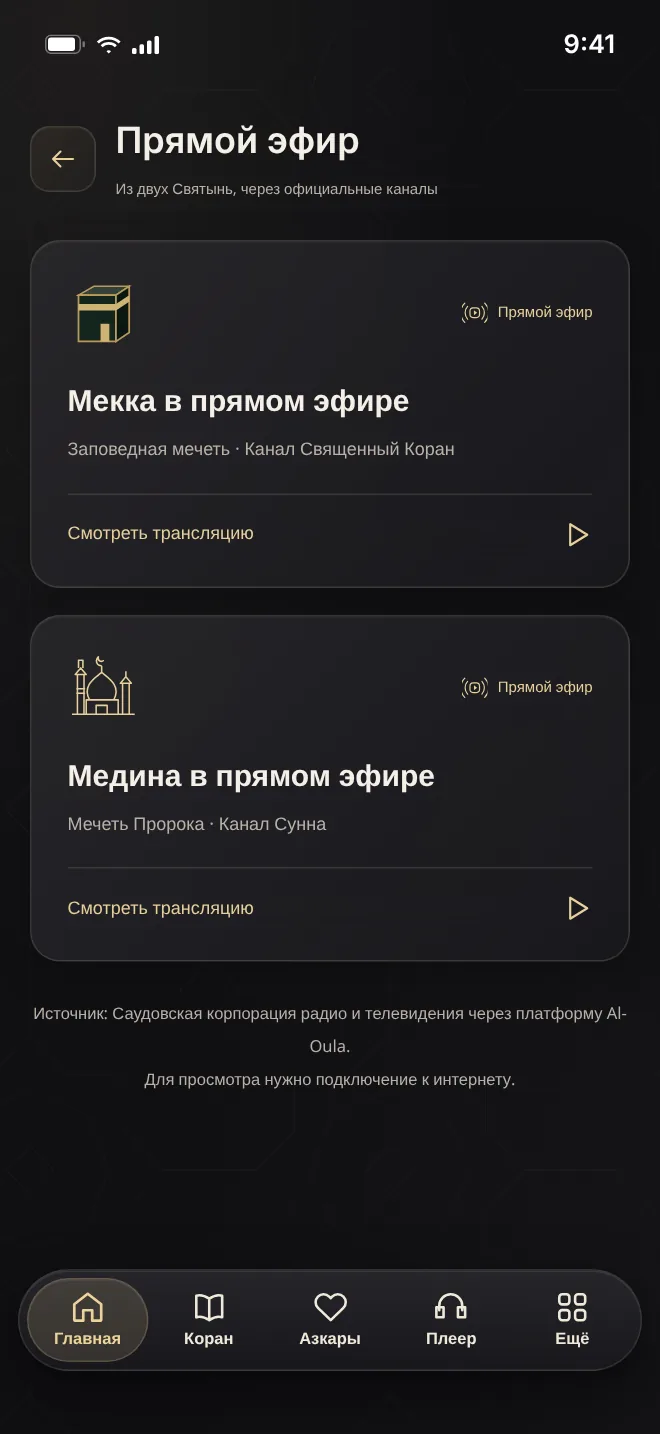 9:41
Прямой эфир
Из двух Святынь, через официальные каналы
Прямой эфир
Мекка в прямом эфире
Заповедная мечеть · Канал Священный Коран
Смотреть трансляцию
Прямой эфир
Медина в прямом эфире
Мечеть Пророка · Канал Сунна
Смотреть трансляцию
Источник: Саудовская корпорация радио и телевидения через платформу Al-
Oula.
Для просмотра нужно подключение к интернету.
Главная
Коран
Азкары
Плеер
Ещё